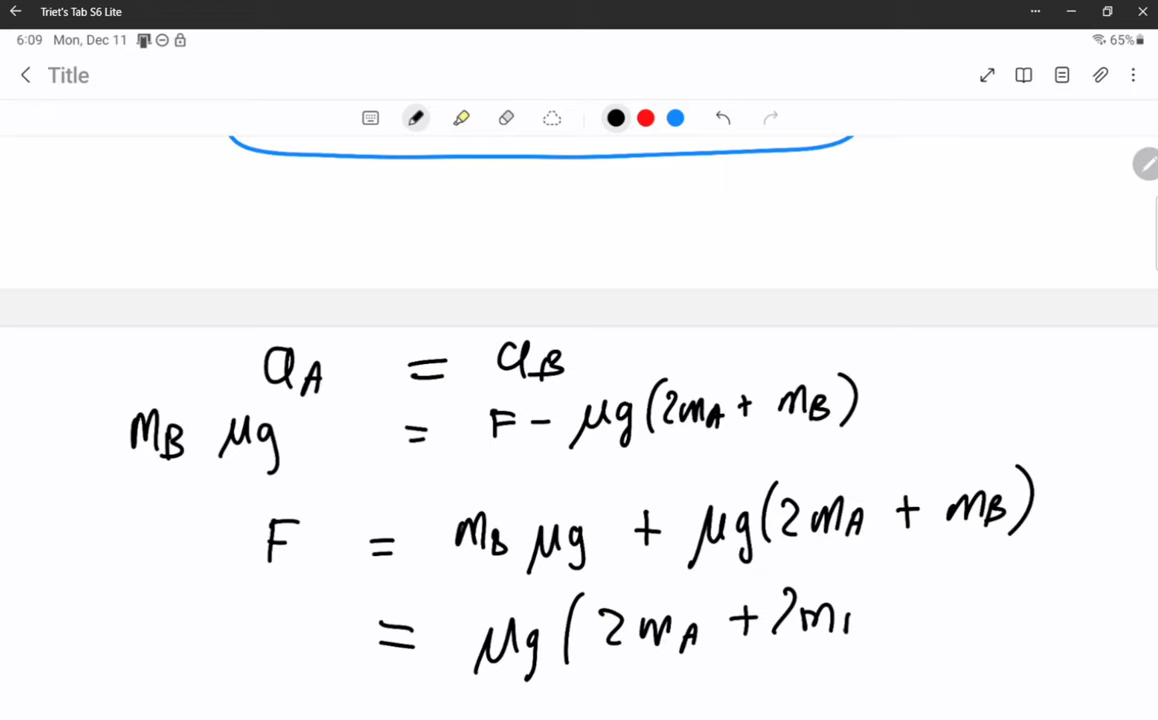 Triet's Tab S6 Lite
6:09 Mon, Dec 11 65%
Title
a_A = a_B
m_B μg = F - μg(2m_A + m_B)
F = m_B μg + μg(2m_A + m_B)
= μg(2m_A + 2m